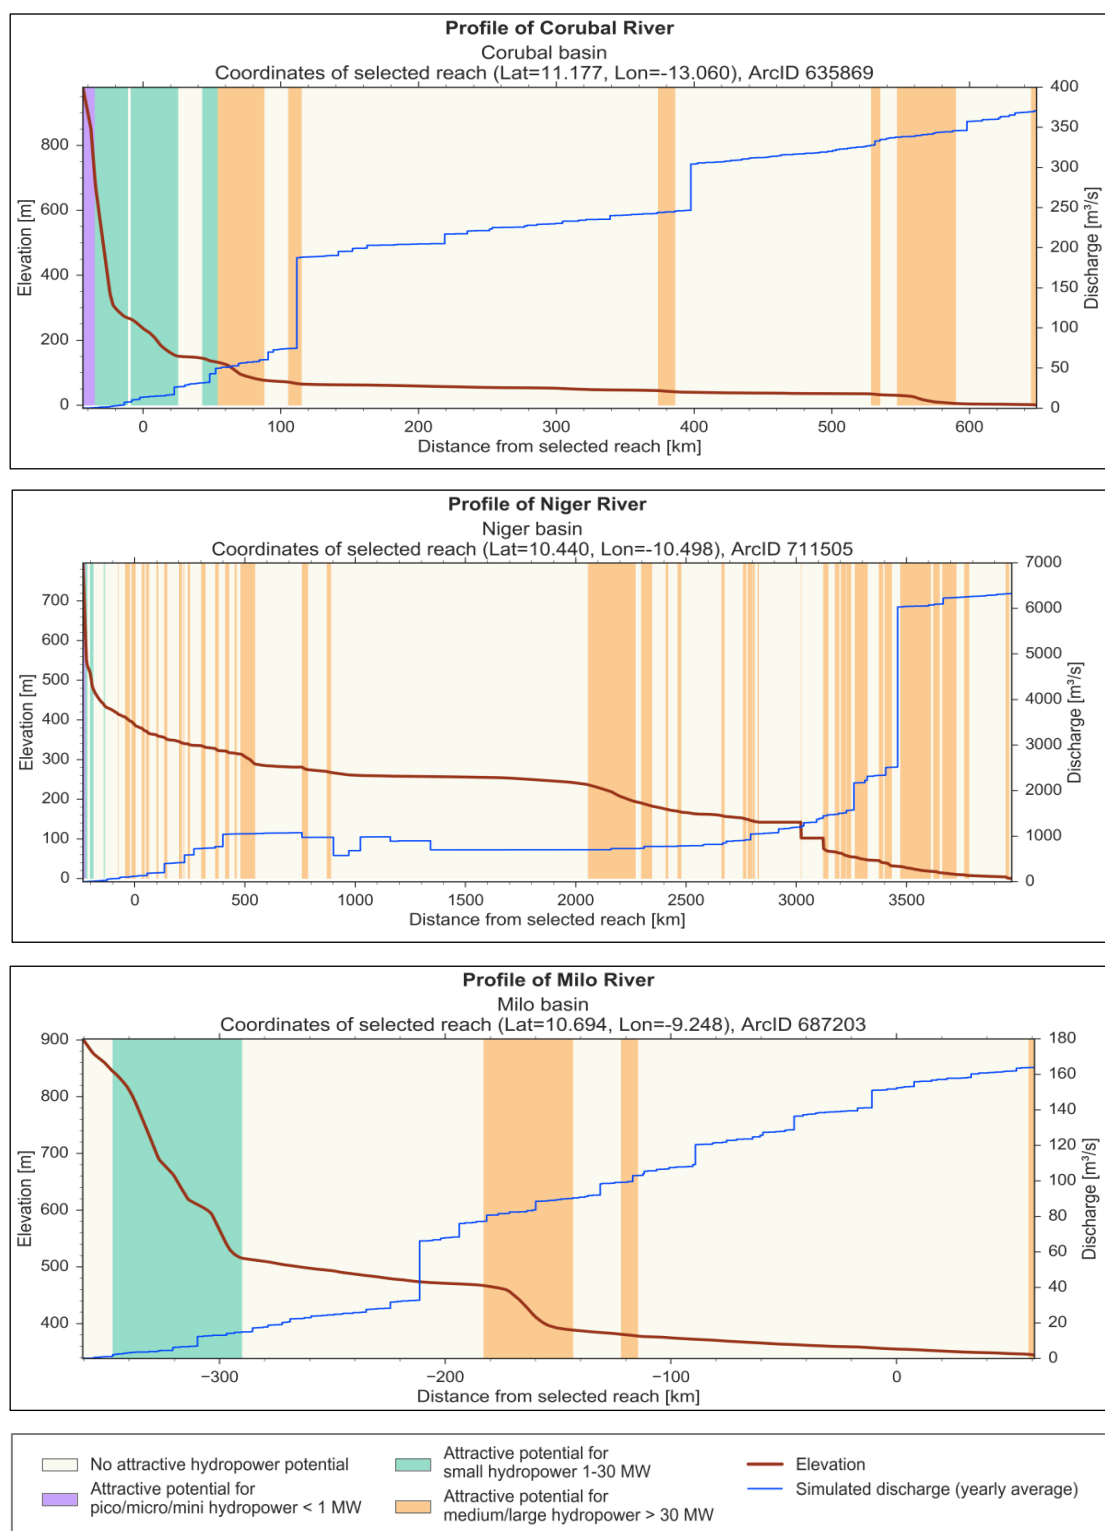 Profile of Corubal River
Corubal basin
Coordinates of selected reach (Lat=11.177, Lon=-13.060), ArcID 635869
Elevation [m]
800
600
400
200
0
400
350
300
250
200
150
100
50
0
Discharge [m³/s]
0 100 200 300 400 500 600
Distance from selected reach [km]
Profile of Niger River
Niger basin
Coordinates of selected reach (Lat=10.440, Lon=-10.498), ArcID 711505
Elevation [m]
700
600
500
400
300
200
100
0
7000
6000
5000
4000
3000
2000
1000
0
Discharge [m³/s]
0 500 1000 1500 2000 2500 3000 3500
Distance from selected reach [km]
Profile of Milo River
Milo basin
Coordinates of selected reach (Lat=10.694, Lon=-9.248), ArcID 687203
Elevation [m]
900
800
700
600
500
400
180
160
140
120
100
80
60
40
20
0
Discharge [m³/s]
−300 −200 −100 0
Distance from selected reach [km]
No attractive hydropower potential
Attractive potential for
pico/micro/mini hydropower < 1 MW
Attractive potential for
small hydropower 1-30 MW
Attractive potential for
medium/large hydropower > 30 MW
Elevation
Simulated discharge (yearly average)